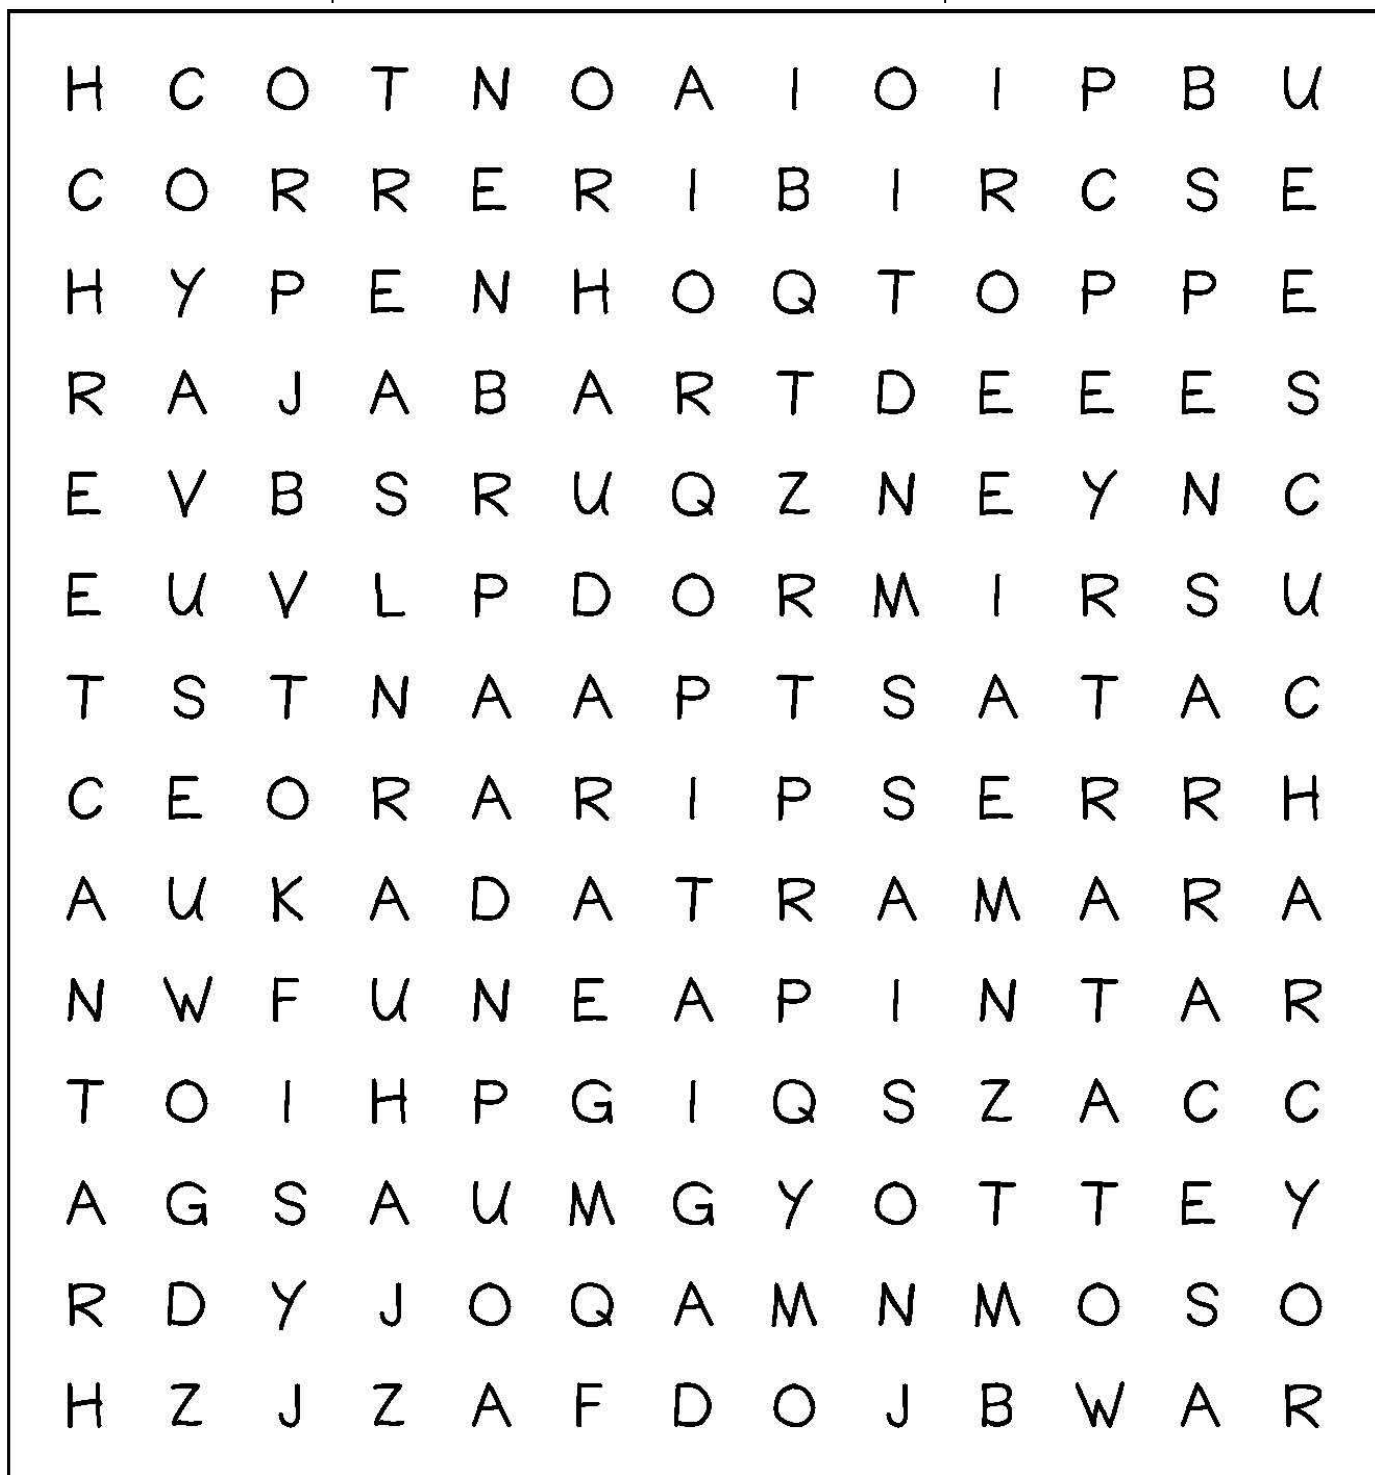 H C O T N O A I O I P B U
C O R R E R I B I R C S E
H Y P E N H O Q T O P P E
R A J A B A R T D E E E S
E V B S R U Q Z N E Y N C
E U V L P D O R M I R S U
T S T N A A P T S A T A C
C E O R A R I P S E R R H
A U K A D A T R A M A R A
N W F U N E A P I N T A R
T O I H P G I Q S Z A C C
A G S A U M G Y O T T E Y
R D Y J O Q A M N M O S O
H Z J Z A F D O J B W A R